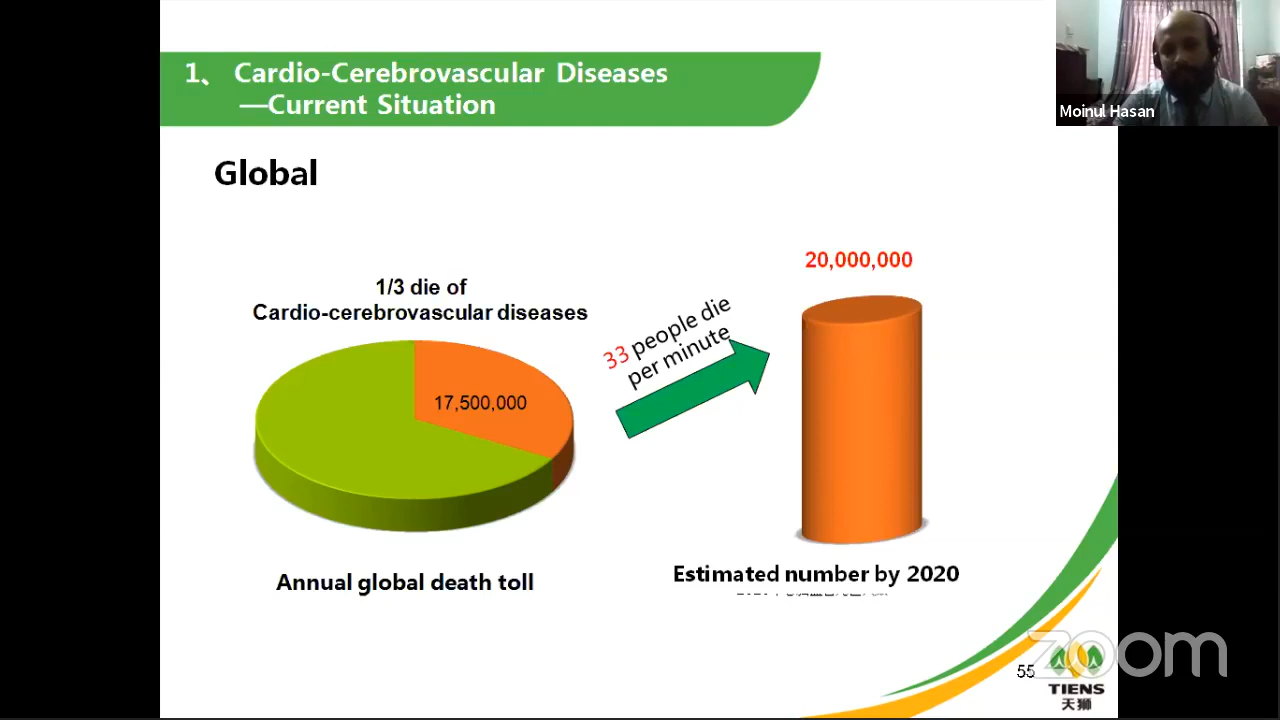 1、 Cardio-Cerebrovascular Diseases
—Current Situation
Moinul Hasan
Global
20,000,000
1/3 die of
Cardio-cerebrovascular diseases
33 people die
per minute
17,500,000
Annual global death toll
Estimated number by 2020
zoom
55
TIENS
天狮